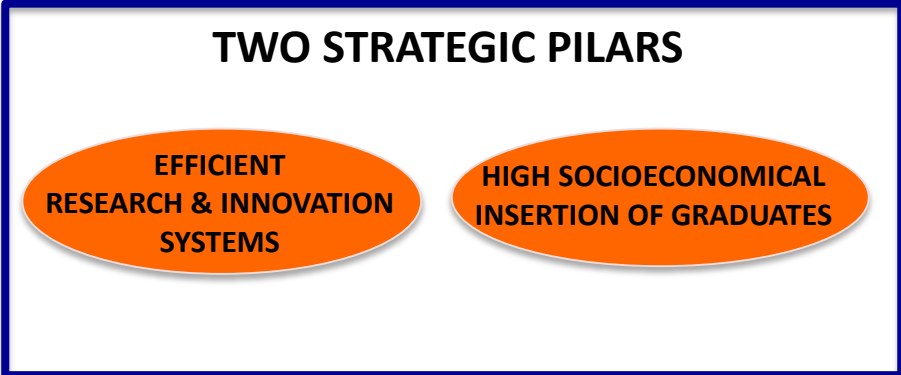 TWO STRATEGIC PILARS
EFFICIENT
RESEARCH & INNOVATION
SYSTEMS
HIGH SOCIOECONOMICAL
INSERTION OF GRADUATES